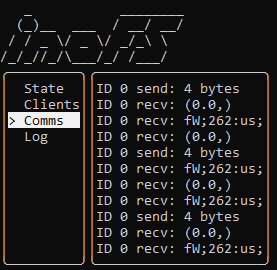 inoFS
State
Clients
> Comms
Log
ID 0 send: 4 bytes
ID 0 recv: (0.0,)
ID 0 recv: fW;262:us;
ID 0 send: 4 bytes
ID 0 recv: (0.0,)
ID 0 recv: fW;262:us;
ID 0 recv: (0.0,)
ID 0 recv: fW;262:us;
ID 0 send: 4 bytes
ID 0 recv: (0.0,)
ID 0 recv: fW;262:us;